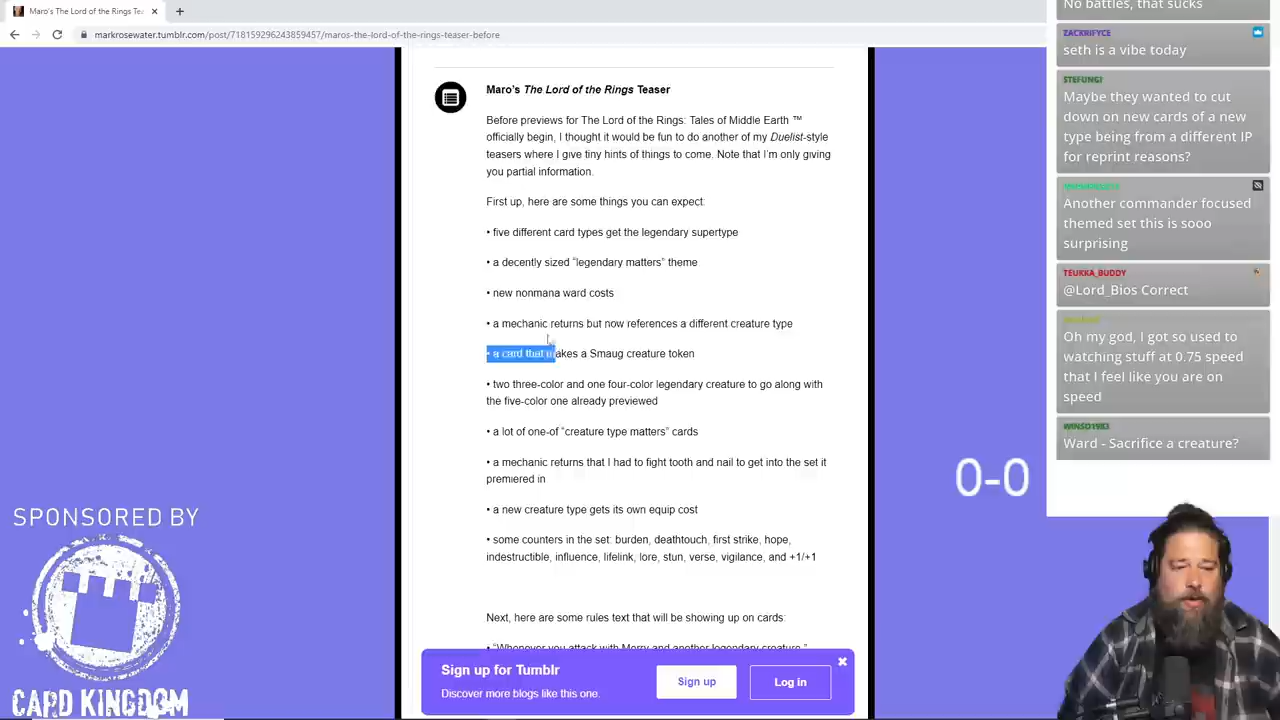 Maro's The Lord of the Rings Tea
markrosewater.tumblr.com/post/718159296243859457/maros-the-lord-of-the-rings-teaser-before
Maro's The Lord of the Rings Teaser
Before previews for The Lord of the Rings: Tales of Middle Earth ™
officially begin, I thought it would be fun to do another of my Duelist-style
teasers where I give tiny hints of things to come. Note that I'm only giving
you partial information.
First up, here are some things you can expect:
• five different card types get the legendary supertype
• a decently sized "legendary matters" theme
• new nonmana ward costs
• a mechanic returns but now references a different creature type
• a card that makes a Smaug creature token
• two three-color and one four-color legendary creature to go along with
the five-color one already previewed
• a lot of one-of "creature type matters" cards
• a mechanic returns that I had to fight tooth and nail to get into the set it
premiered in
• a new creature type gets its own equip cost
• some counters in the set: burden, deathtouch, first strike, hope,
indestructible, influence, lifelink, lore, stun, verse, vigilance, and +1/+1
Next, here are some rules text that will be showing up on cards:
• "Whenever you attack with Merry and another legendary creature,"
Sign up for Tumblr
Discover more blogs like this one.
Sign up
Log in
No battles, that sucks
ZACKRIFYCE
seth is a vibe today
STEFUNGI
Maybe they wanted to cut
down on new cards of a new
type being from a different IP
for reprint reasons?
Another commander focused
themed set this is sooo
surprising
TEUKKA_BUDDY
@Lord_Bios Correct
Oh my god, I got so used to
watching stuff at 0.75 speed
that I feel like you are on
speed
Ward - Sacrifice a creature?
0-0
SPONSORED BY
CARD KINGDOM